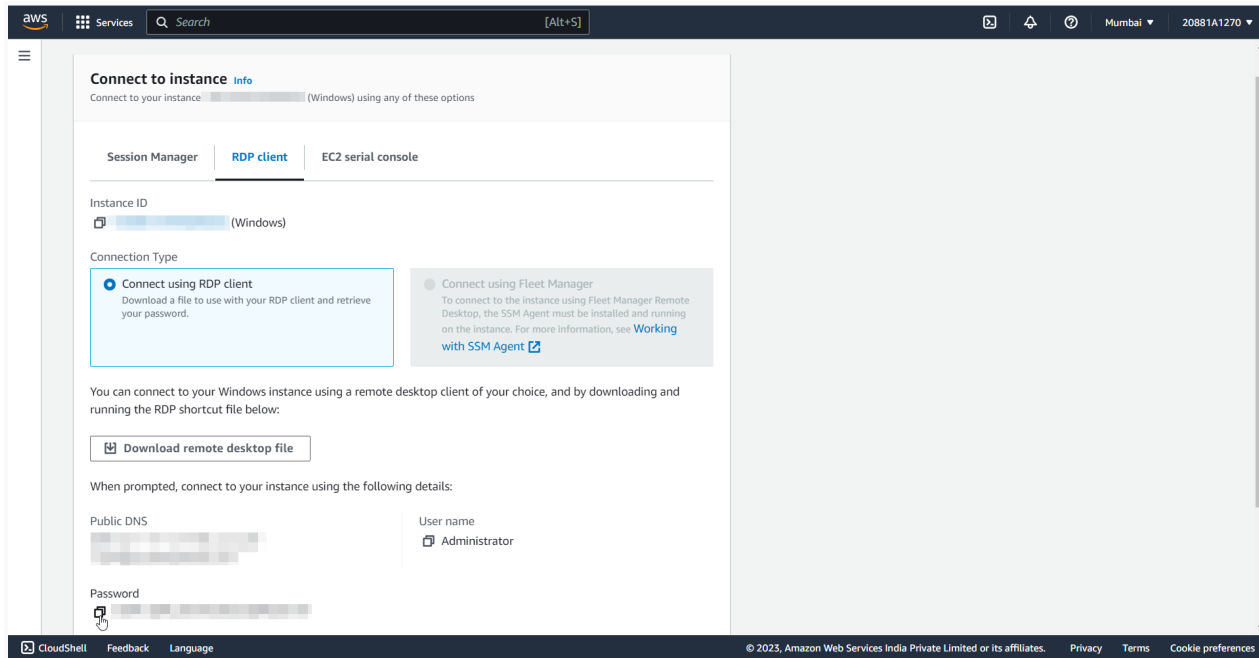 aws Services Search [Alt+S] Mumbai 20881A1270
Connect to instance Info
Connect to your instance (Windows) using any of these options
Session Manager RDP client EC2 serial console
Instance ID
(Windows)
Connection Type
Connect using RDP client
Download a file to use with your RDP client and retrieve
your password.
Connect using Fleet Manager
To connect to the instance using Fleet Manager Remote
Desktop, the SSM Agent must be installed and running
on the instance. For more information, see Working
with SSM Agent
You can connect to your Windows instance using a remote desktop client of your choice, and by downloading and
running the RDP shortcut file below:
Download remote desktop file
When prompted, connect to your instance using the following details:
Public DNS
User name
Administrator
Password
CloudShell Feedback Language © 2023, Amazon Web Services India Private Limited or its affiliates. Privacy Terms Cookie preferences